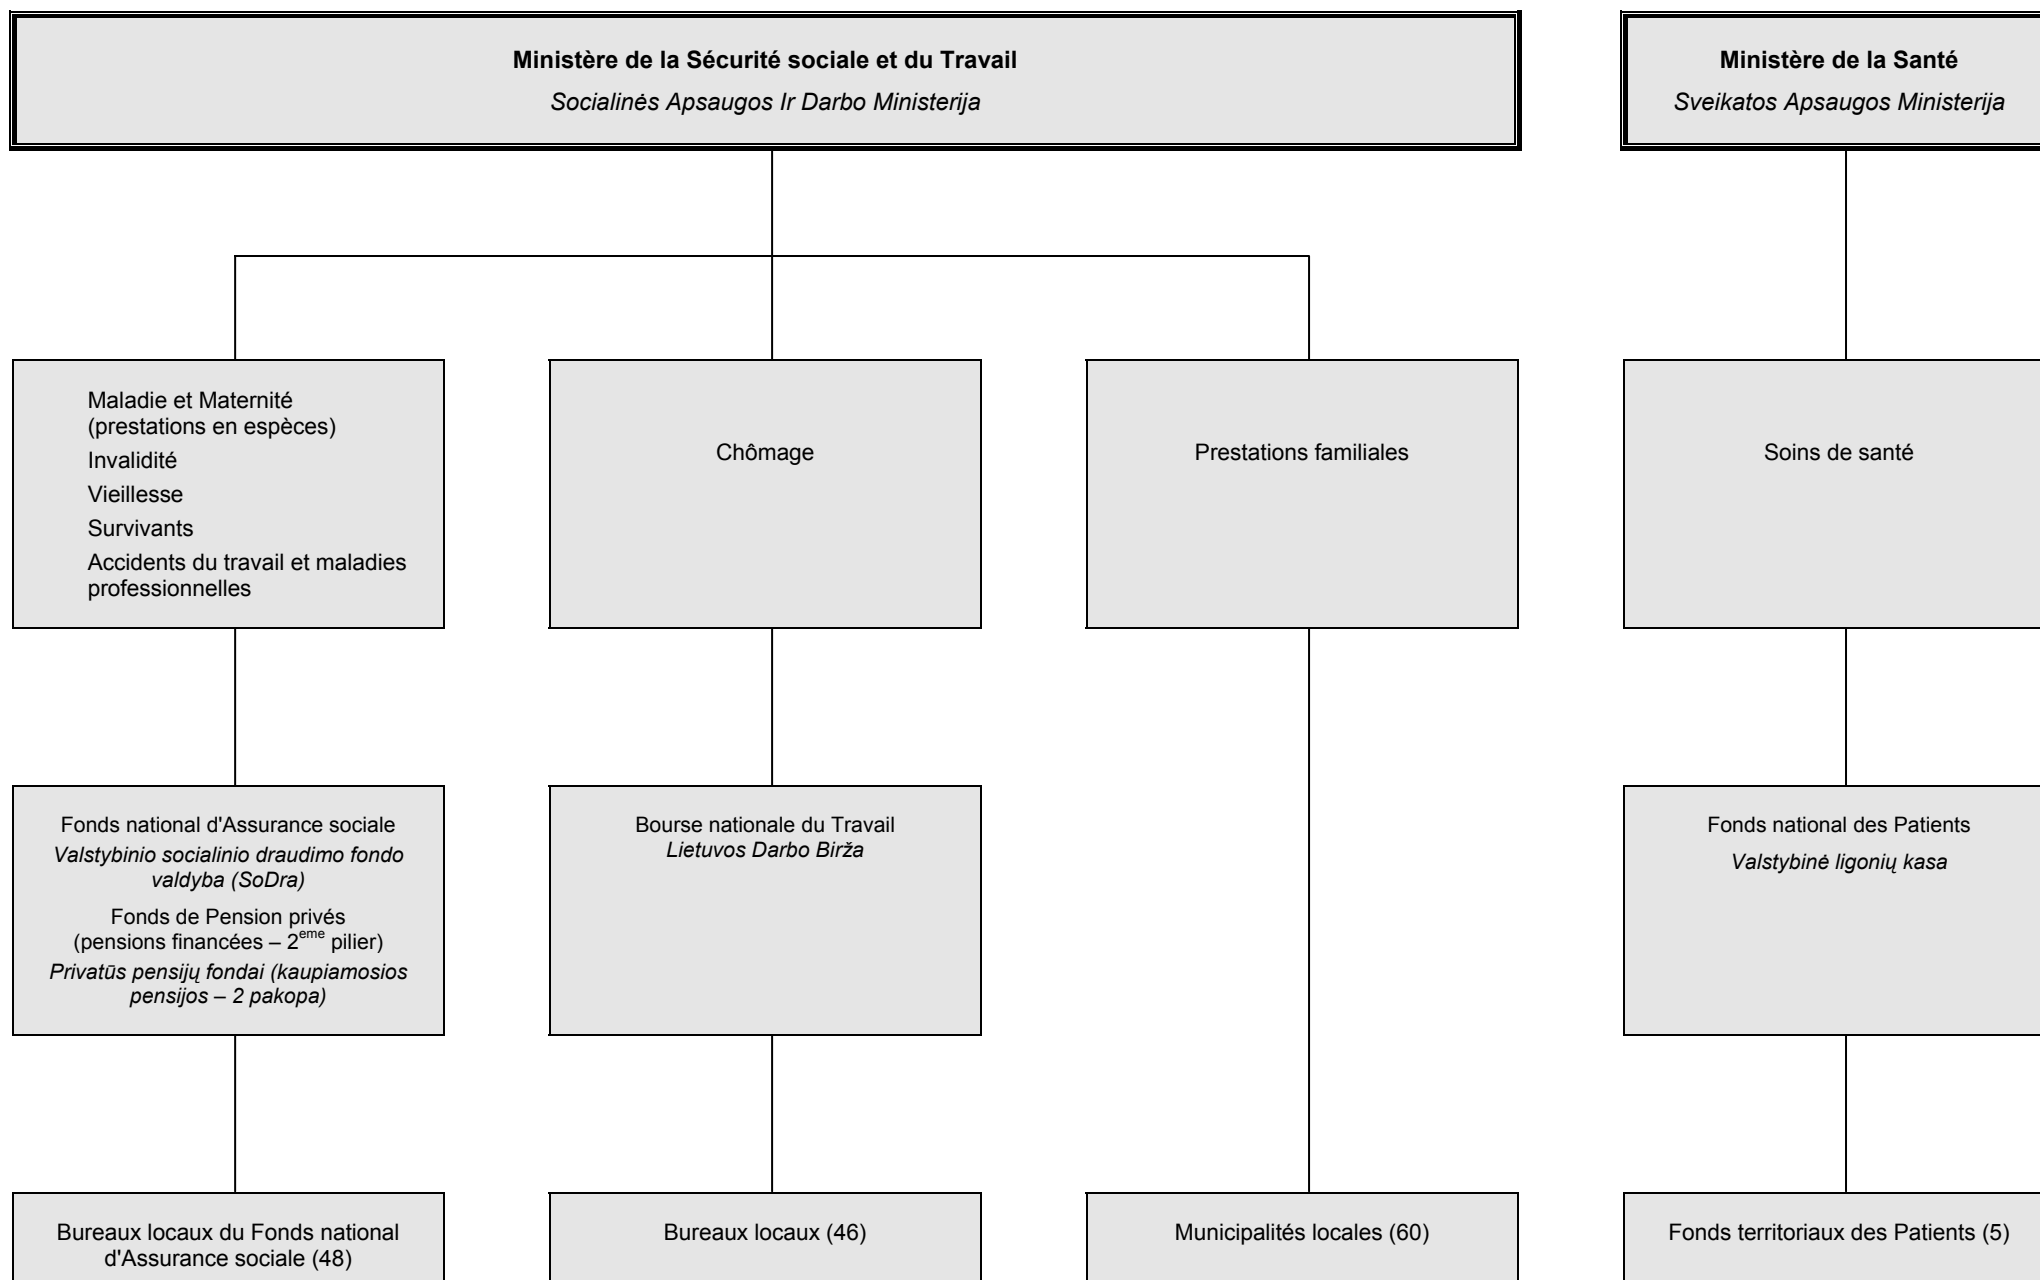 Ministère de la Sécurité sociale et du Travail
Socialinės Apsaugos Ir Darbo Ministerija
Ministère de la Santé
Sveikatos Apsaugos Ministerija
Maladie et Maternité
(prestations en espèces)
Invalidité
Vieillesse
Survivants
Accidents du travail et maladies
professionnelles
Chômage
Prestations familiales
Soins de santé
Fonds national d'Assurance sociale
Valstybinio socialinio draudimo fondo
valdyba (SoDra)
Fonds de Pension privés
(pensions financées – 2eme pilier)
Privatūs pensijų fondai (kaupiamosios
pensijos – 2 pakopa)
Bourse nationale du Travail
Lietuvos Darbo Birža
Fonds national des Patients
Valstybinė ligonių kasa
Bureaux locaux du Fonds national
d'Assurance sociale (48)
Bureaux locaux (46)
Municipalités locales (60)
Fonds territoriaux des Patients (5)